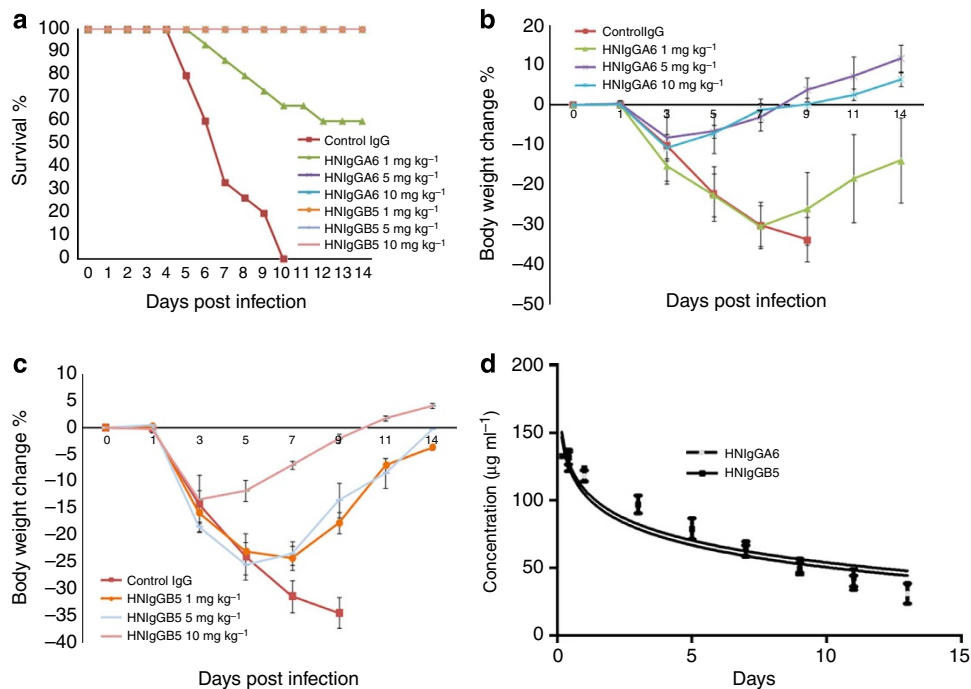 a
100
90
80
70
60
50
40
30
20
10
0
Survival %
0 1 2 3 4 5 6 7 8 9 10 11 12 13 14
Days post infection
Control IgG
HNIgGA6 1 mg kg–1
HNIgGA6 5 mg kg–1
HNIgGA6 10 mg kg–1
HNIgGB5 1 mg kg–1
HNIgGB5 5 mg kg–1
HNIgGB5 10 mg kg–1
b
20
10
0
–10
–20
–30
–40
–50
Body weight change %
0 1 3 5 7 9 11 14
Days post infection
ControlIgG
HNIgGA6 1 mg kg–1
HNIgGA6 5 mg kg–1
HNIgGA6 10 mg kg–1
c
10
5
0
–5
–10
–15
–20
–25
–30
–35
–40
Body weight change %
0 1 3 5 7 9 11 14
Days post infection
Control IgG
HNIgGB5 1 mg kg–1
HNIgGB5 5 mg kg–1
HNIgGB5 10 mg kg–1
d
200
150
100
50
0
Concentration (µg ml–1)
0 5 10 15
Days
HNIgGA6
HNIgGB5